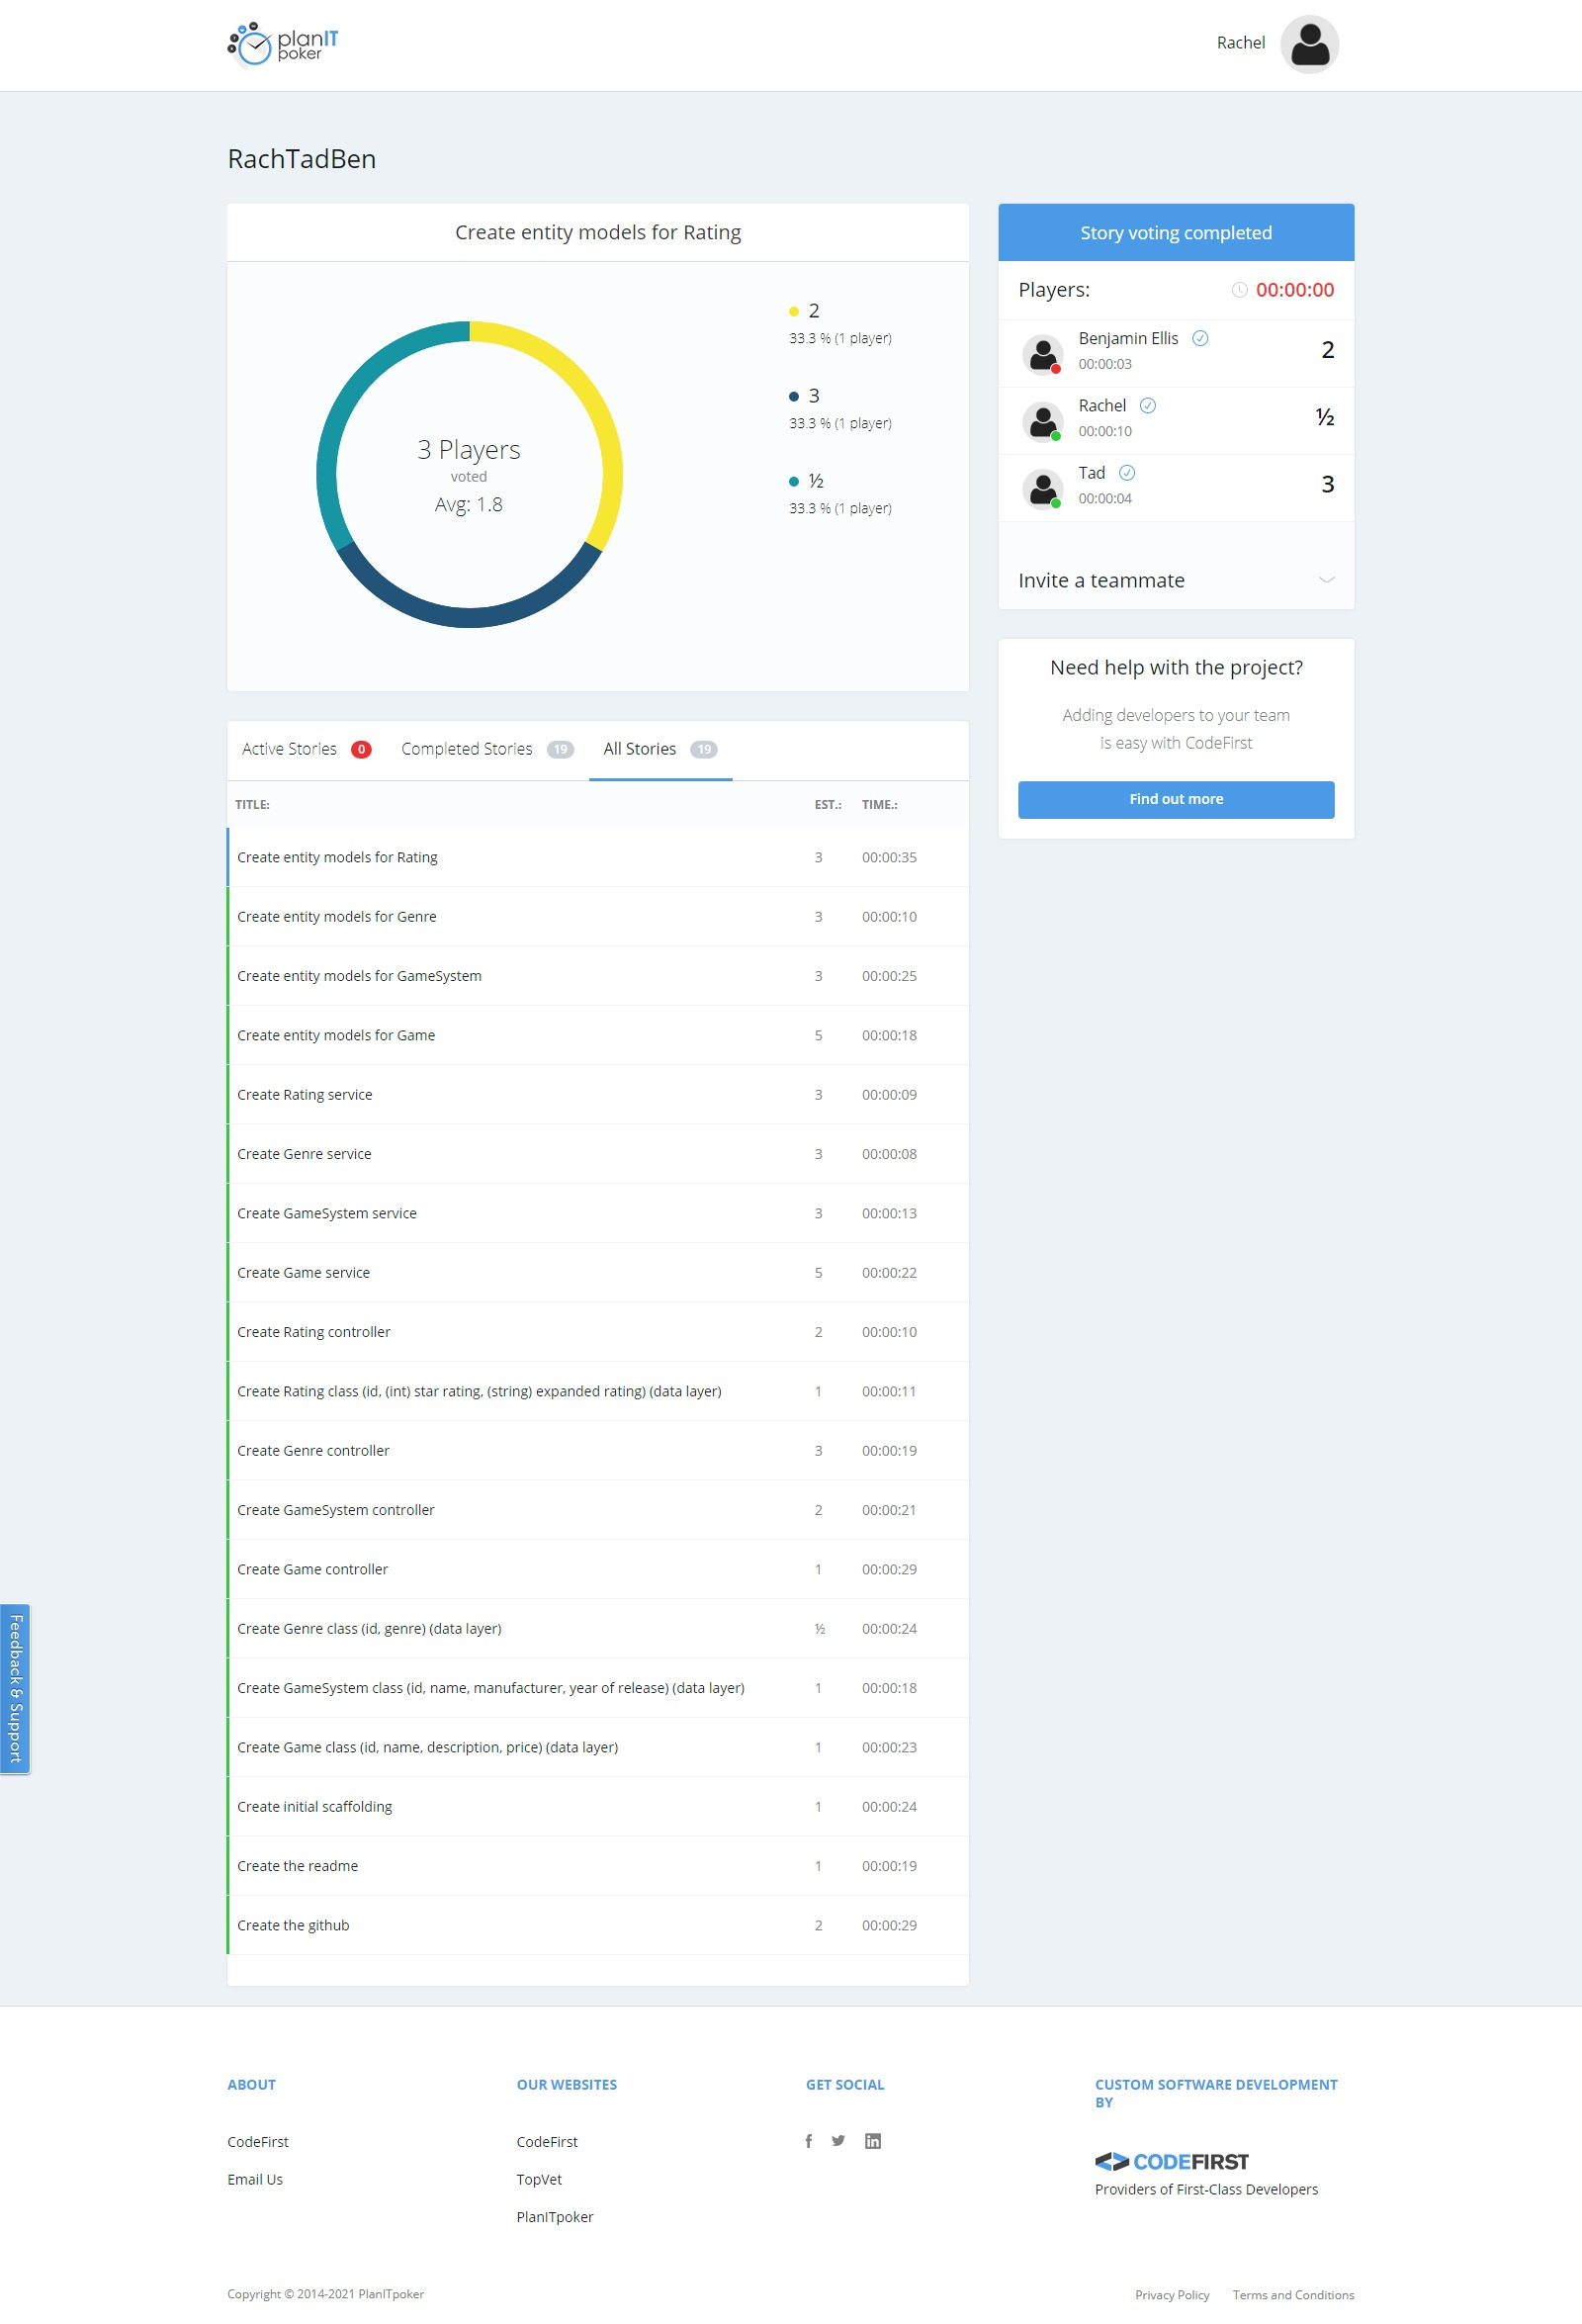 planIT
poker
Rachel
RachTadBen
Create entity models for Rating
3 Players
voted
Avg: 1.8
2
33.3 % (1 player)
3
33.3 % (1 player)
½
33.3 % (1 player)
Story voting completed
Players:
00:00:00
Benjamin Ellis
00:00:03
2
Rachel
00:00:10
½
Tad
00:00:04
3
Invite a teammate
Need help with the project?
Adding developers to your team
is easy with CodeFirst
Find out more
Active Stories 0 Completed Stories 19 All Stories 19
TITLE: EST.: TIME.:
Create entity models for Rating 3 00:00:35
Create entity models for Genre 3 00:00:10
Create entity models for GameSystem 3 00:00:25
Create entity models for Game 5 00:00:18
Create Rating service 3 00:00:09
Create Genre service 3 00:00:08
Create GameSystem service 3 00:00:13
Create Game service 5 00:00:22
Create Rating controller 2 00:00:10
Create Rating class (id, (int) star rating, (string) expanded rating) (data layer) 1 00:00:11
Create Genre controller 3 00:00:19
Create GameSystem controller 2 00:00:21
Create Game controller 1 00:00:29
Create Genre class (id, genre) (data layer) ½ 00:00:24
Create GameSystem class (id, name, manufacturer, year of release) (data layer) 1 00:00:18
Create Game class (id, name, description, price) (data layer) 1 00:00:23
Create initial scaffolding 1 00:00:24
Create the readme 1 00:00:19
Create the github 2 00:00:29
Feedback & Support
ABOUT
CodeFirst
Email Us
OUR WEBSITES
CodeFirst
TopVet
PlanITpoker
GET SOCIAL
CUSTOM SOFTWARE DEVELOPMENT
BY
CODEFIRST
Providers of First-Class Developers
Copyright © 2014-2021 PlanITpoker
Privacy Policy Terms and Conditions